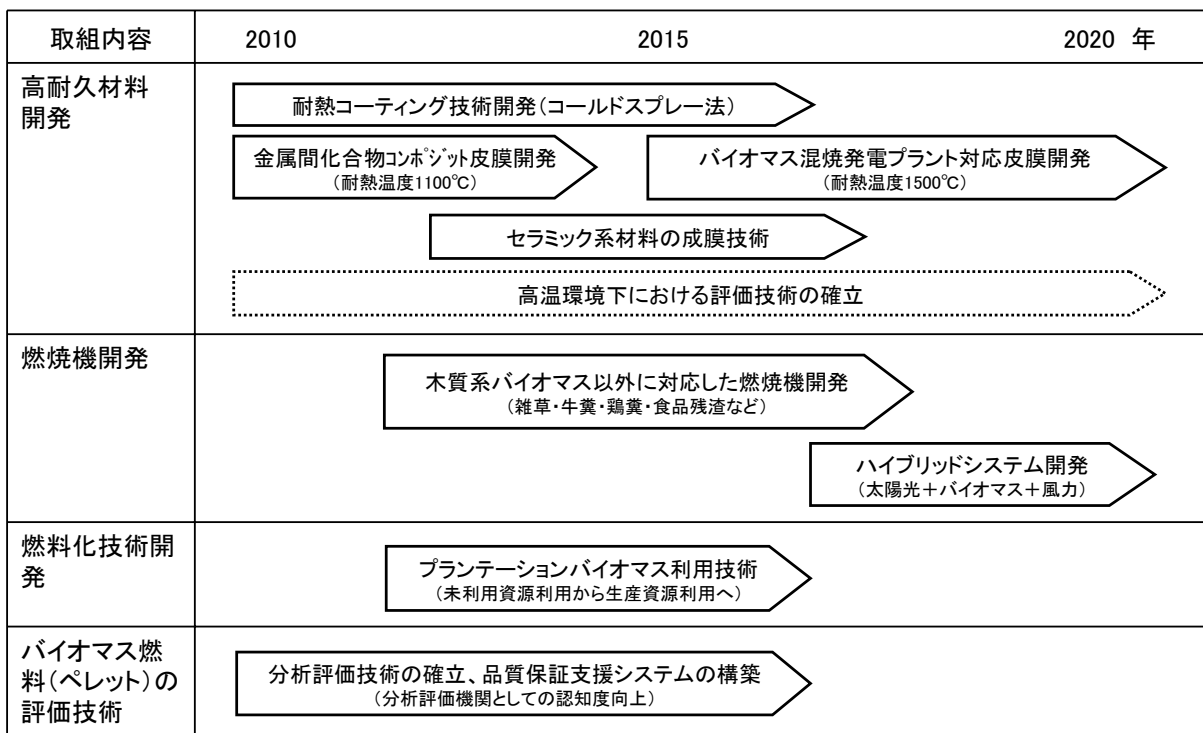 取組内容
2010
2015
2020 年
高耐久材料
開発
耐熱コーティング技術開発(コールドスプレー法)
金属間化合物ｺﾝﾎﾟｼﾞｯﾄ皮膜開発
(耐熱温度1100℃)
バイオマス混焼発電プラント対応皮膜開発
(耐熱温度1500℃)
セラミック系材料の成膜技術
高温環境下における評価技術の確立
燃焼機開発
木質系バイオマス以外に対応した燃焼機開発
(雑草・牛糞・鶏糞・食品残渣など)
ハイブリッドシステム開発
(太陽光＋バイオマス＋風力)
燃料化技術開
発
プランテーションバイオマス利用技術
(未利用資源利用から生産資源利用へ)
バイオマス燃
料(ペレット)の
評価技術
分析評価技術の確立、品質保証支援システムの構築
(分析評価機関としての認知度向上)